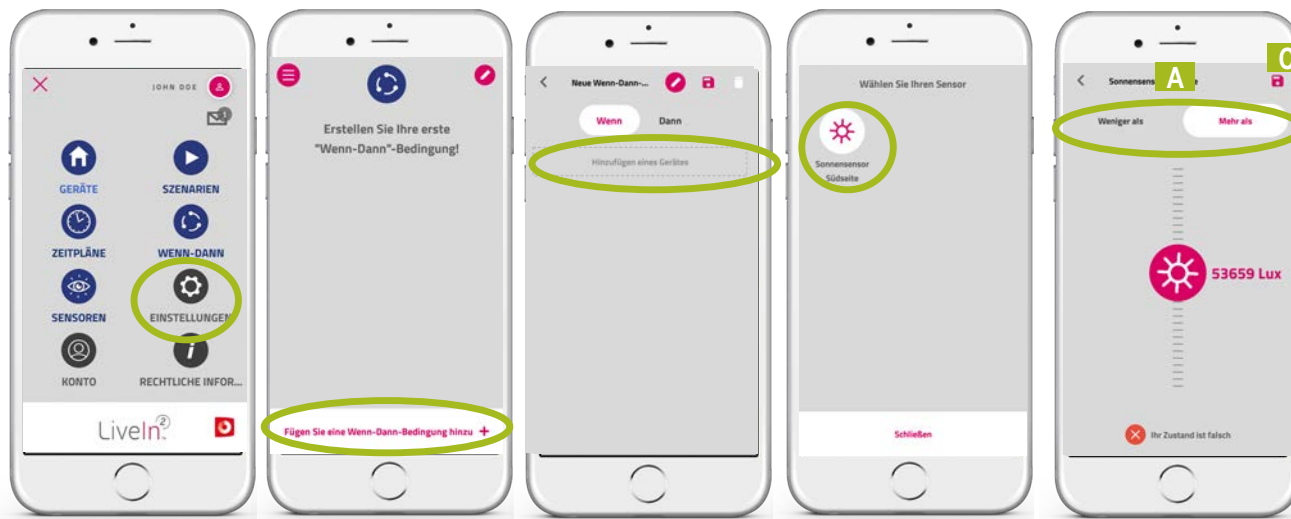 JOHN DOE
1
GERÄTE
SZENARIEN
ZEITPLÄNE
WENN-DANN
SENSOREN
EINSTELLUNGEN
KONTO
RECHTLICHE INFOR...
LiveIn2
Erstellen Sie Ihre erste
"Wenn-Dann"-Bedingung!
Fügen Sie eine Wenn-Dann-Bedingung hinzu +
Neue Wenn-Dann-...
Wenn Dann
Hinzufügen eines Gerätes
Wählen Sie Ihren Sensor
Sonnensensor
Südseite
Schließen
A
Weniger als Mehr als
53659 Lux
Ihr Zustand ist falsch